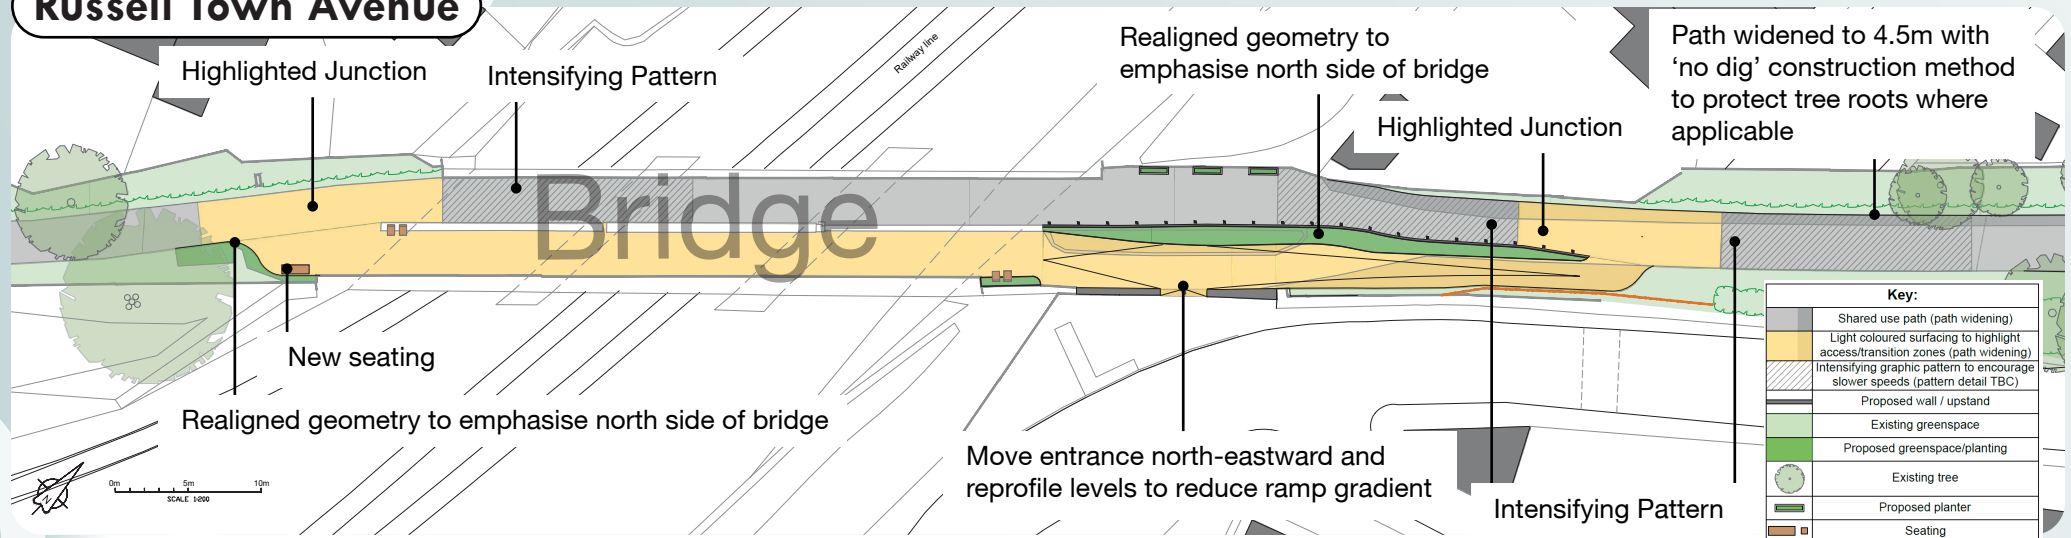 Russell Town Avenue
Highlighted Junction
Intensifying Pattern
Railway line
Realigned geometry to
emphasise north side of bridge
Highlighted Junction
Path widened to 4.5m with
‘no dig’ construction method
to protect tree roots where
applicable
Bridge
New seating
Realigned geometry to emphasise north side of bridge
Move entrance north-eastward and
reprofile levels to reduce ramp gradient
Intensifying Pattern
N
0m 5m 10m
SCALE 1:200
Key:
Shared use path (path widening)
Light coloured surfacing to highlight
access/transition zones (path widening)
Intensifying graphic pattern to encourage
slower speeds (pattern detail TBC)
Proposed wall / upstand
Existing greenspace
Proposed greenspace/planting
Existing tree
Proposed planter
Seating